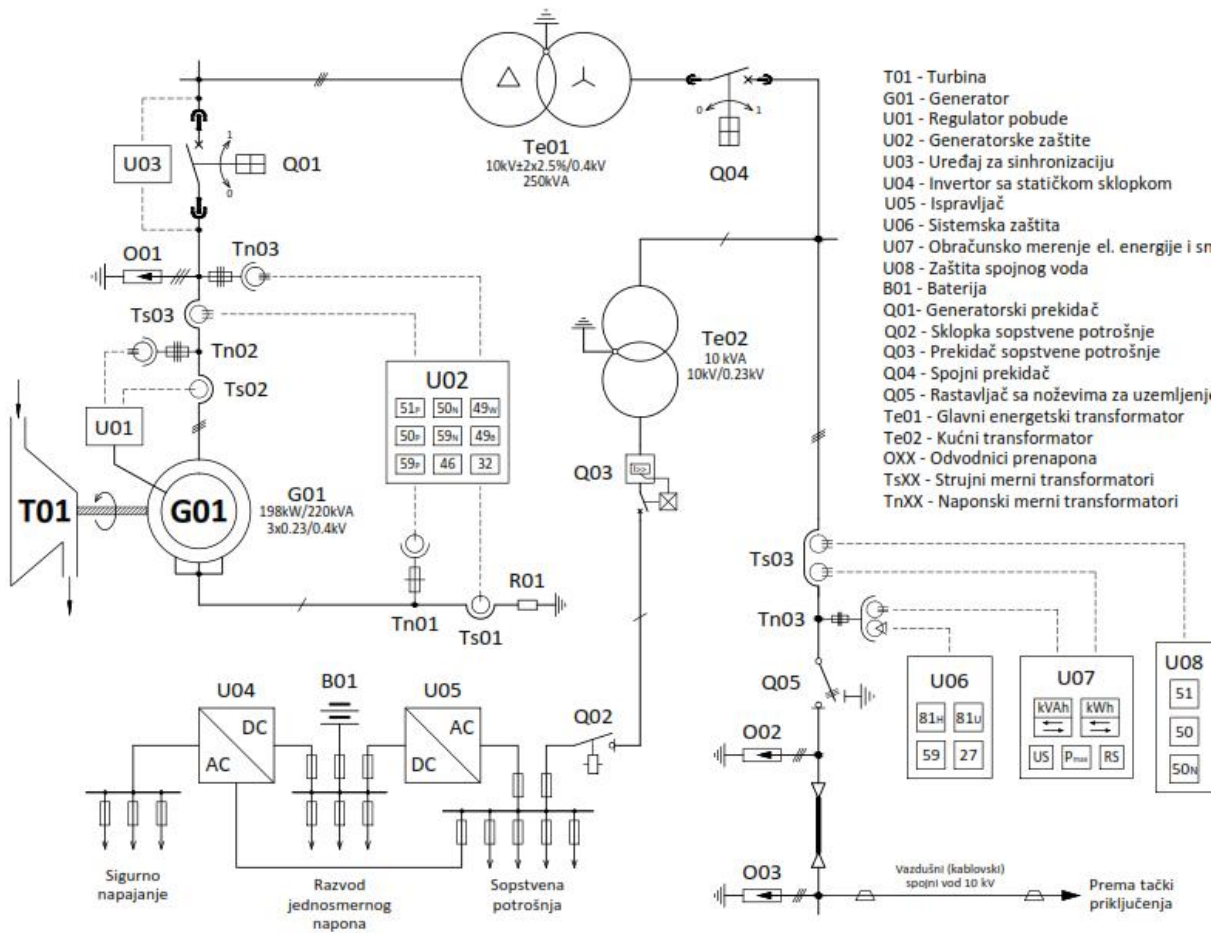 U03
1
0
Q01
Te01
10kV±2x2.5%/0.4kV
250kVA
0
1
Q04
T01 - Turbina
G01 - Generator
U01 - Regulator pobude
U02 - Generatorske zaštite
U03 - Uređaj za sinhronizaciju
U04 - Invertor sa statičkom sklopkom
U05 - Ispravljač
U06 - Sistemska zaštita
U07 - Obračunsko merenje el. energije i
U08 - Zaštita spojnog voda
B01 - Baterija
Q01- Generatorski prekidač
Q02 - Sklopka sopstvene potrošnje
Q03 - Prekidač sopstvene potrošnje
Q04 - Spojni prekidač
Q05 - Rastavljač sa noževima za
Te01 - Glavni energetski transformator
Te02 - Kućni transformator
OXX - Odvodnici prenapona
TsXX - Strujni merni transformatori
TnXX - Naponski merni transformatori
O01
Tn03
Ts03
Tn02
Ts02
U01
U02
51P 50N 49W
50P 59N 49B
59P 46 32
Te02
10 kVA
10kV/0.23kV
Q03
I>>
T01
G01
G01
198kW/220kVA
3x0.23/0.4kV
Tn01
Ts01
R01
Ts03
Tn03
Q05
U06
81H 81U
59 27
U07
kVAh kWh
US Pmax RS
U08
51
50
50N
U04
DC
AC
B01
U05
AC
DC
Q02
O02
O03
Sigurno
napajanje
Razvod
jednosmernog
napona
Sopstvena
potrošnja
Vazdušni (kablovski)
spojni vod 10 kV
Prema tački
priključenja